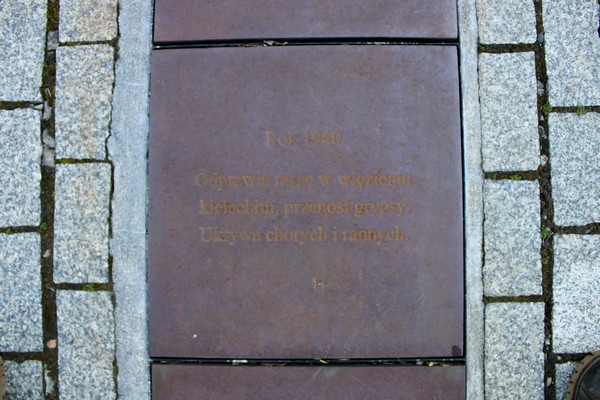 Rok 1940
Odprawia msze w więzieniu
kieleckim, przenosi grypsy.
Ukrywa chorych i rannych.